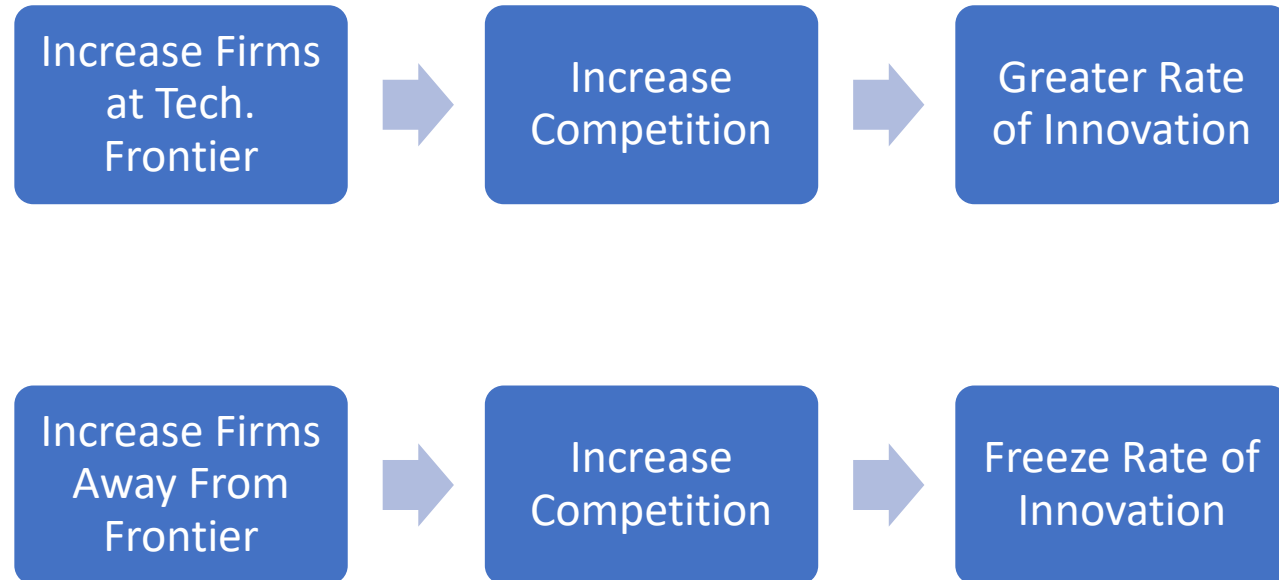 Increase Firms
at Tech.
Frontier
Increase
Competition
Greater Rate
of Innovation
Increase Firms
Away From
Frontier
Increase
Competition
Freeze Rate of
Innovation